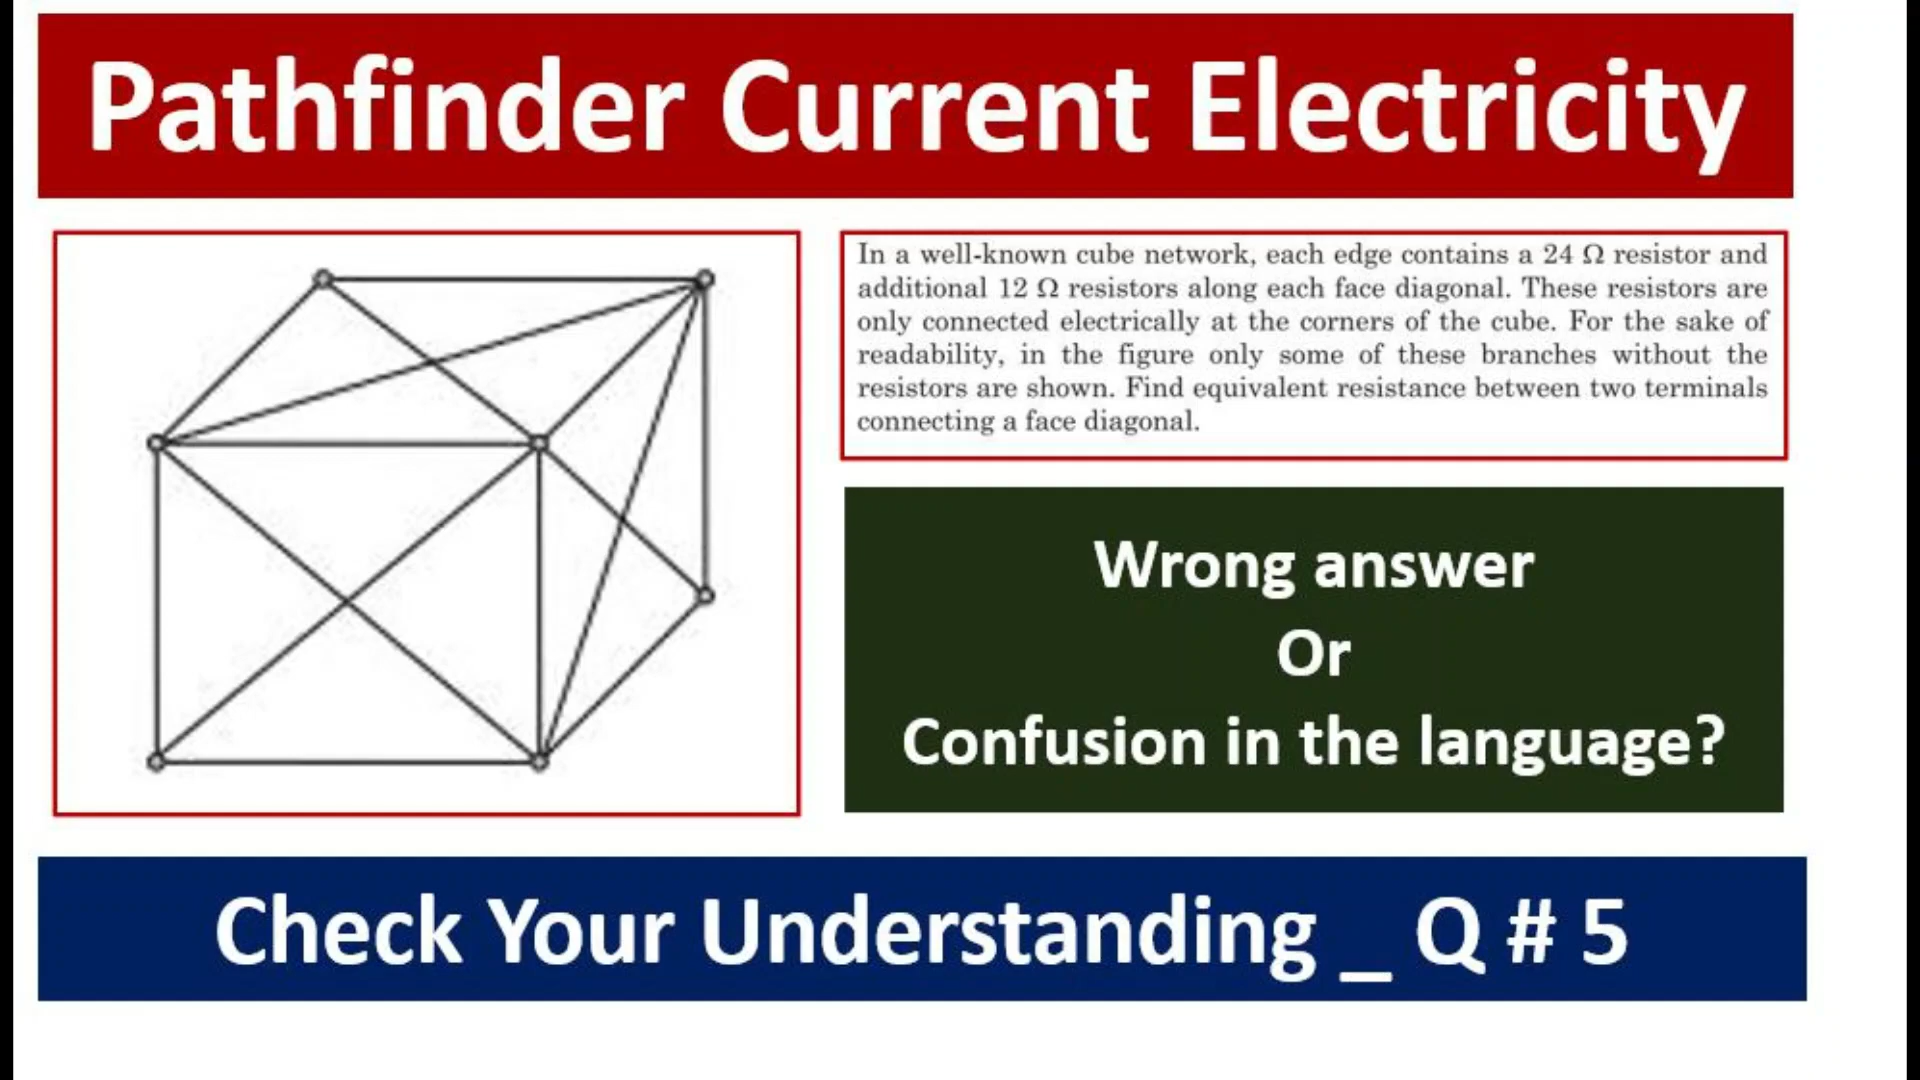 Pathfinder Current Electricity
In a well-known cube network, each edge contains a 24 Ω resistor and
additional 12 Ω resistors along each face diagonal. These resistors are
only connected electrically at the corners of the cube. For the sake of
readability, in the figure only some of these branches without the
resistors are shown. Find equivalent resistance between two terminals
connecting a face diagonal.
Wrong answer
Or
Confusion in the language?
Check Your Understanding _ Q # 5